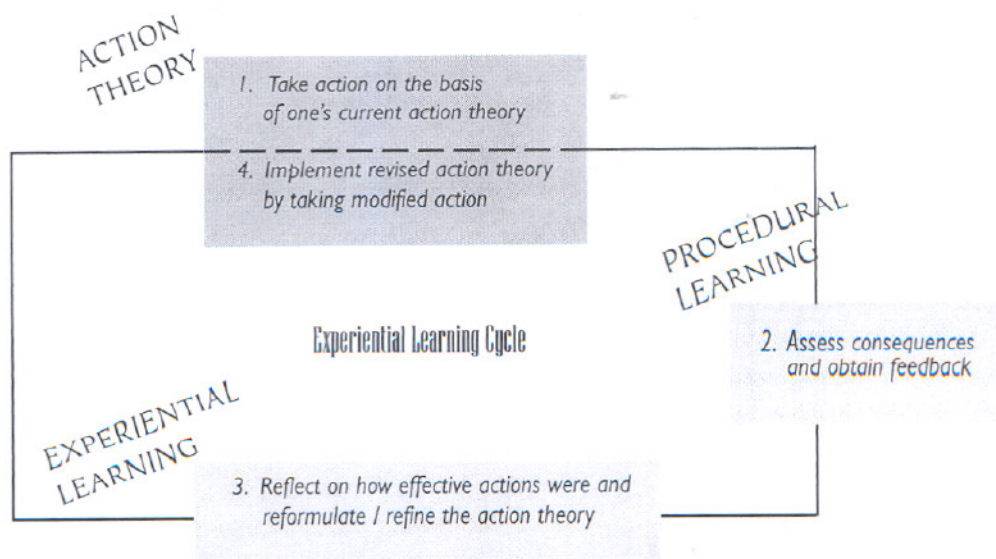 ACTION
THEORY
1. Take action on the basis
of one's current action theory
4. Implement revised action theory
by taking modified action
PROCEDURAL
LEARNING
Experiential Learning Cycle
2. Assess consequences
and obtain feedback
EXPERIENTIAL
LEARNING
3. Reflect on how effective actions were and
reformulate / refine the action theory